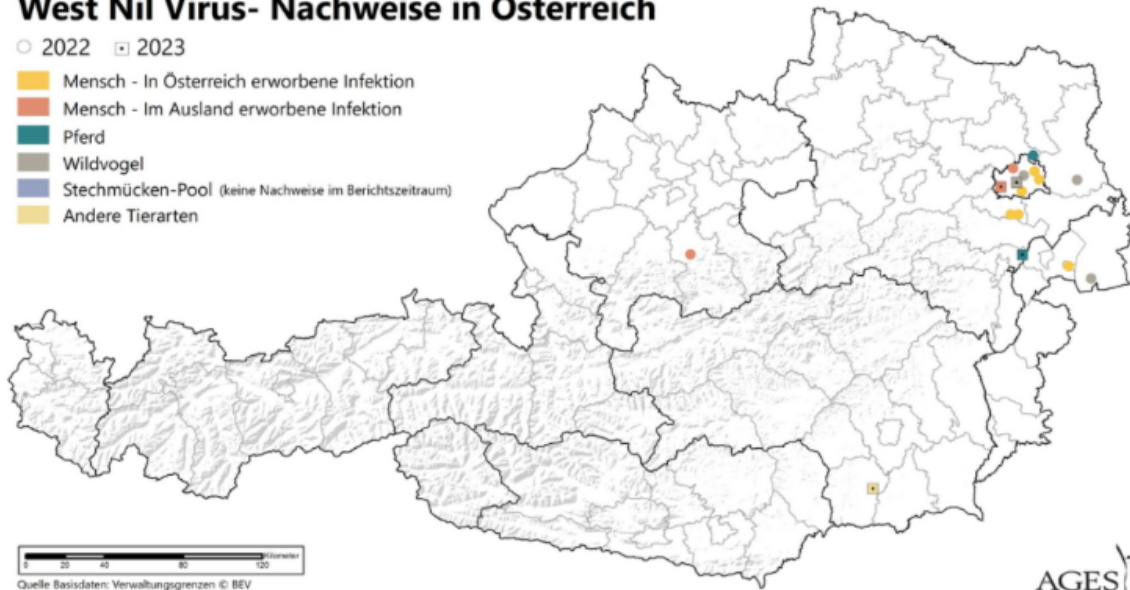 West Nil Virus- Nachweise in Österreich
2022 2023
Mensch - In Österreich erworbene Infektion
Mensch - Im Ausland erworbene Infektion
Pferd
Wildvogel
Stechmücken-Pool (keine Nachweise im Berichtszeitraum)
Andere Tierarten
Kilometer
0 20 40 80 120
Quelle Basisdaten: Verwaltungsgrenzen © BEV
AGES